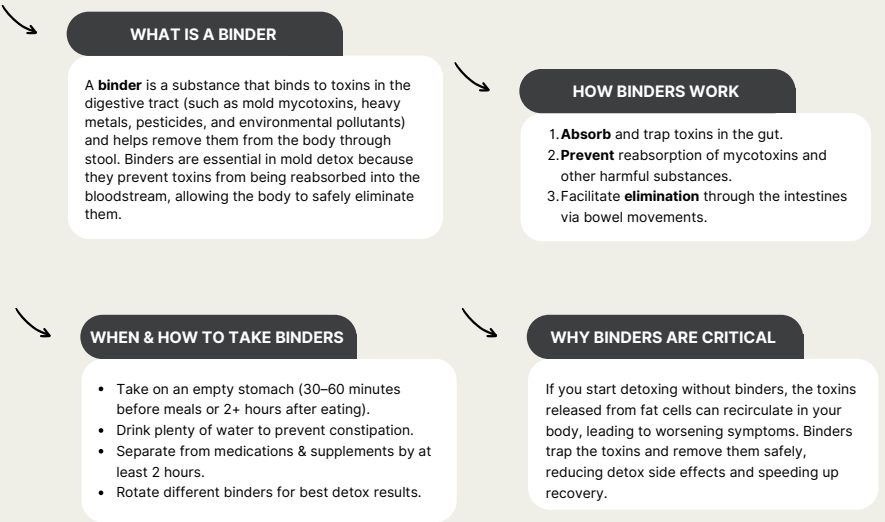 WHAT IS A BINDER
A binder is a substance that binds to toxins in the
digestive tract (such as mold mycotoxins, heavy
metals, pesticides, and environmental pollutants)
and helps remove them from the body through
stool. Binders are essential in mold detox because
they prevent toxins from being reabsorbed into the
bloodstream, allowing the body to safely eliminate
them.
HOW BINDERS WORK
1. Absorb and trap toxins in the gut.
2. Prevent reabsorption of mycotoxins and
other harmful substances.
3. Facilitate elimination through the intestines
via bowel movements.
WHEN & HOW TO TAKE BINDERS
• Take on an empty stomach (30–60 minutes
before meals or 2+ hours after eating).
• Drink plenty of water to prevent constipation.
• Separate from medications & supplements by at
least 2 hours.
• Rotate different binders for best detox results.
WHY BINDERS ARE CRITICAL
If you start detoxing without binders, the toxins
released from fat cells can recirculate in your
body, leading to worsening symptoms. Binders
trap the toxins and remove them safely,
reducing detox side effects and speeding up
recovery.